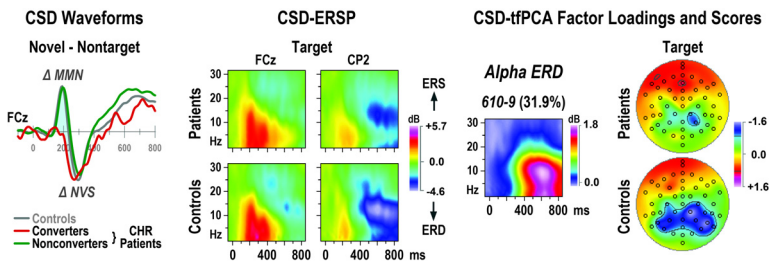 CSD Waveforms
Novel - Nontarget
Δ MMN
FCz
0 200 400 600 800
Δ NVS
Controls
Converters
Nonconverters
} CHR
Patients
CSD-ERSP
Target
FCz CP2
Patients
30
20
10
Hz
Controls
30
20
10
Hz
0 400 800
0 400 800 ms
ERS
dB
+5.7
0.0
-4.6
ERD
CSD-tfPCA Factor Loadings and Scores
Alpha ERD
610-9 (31.9%)
30
20
10
Hz
0 400 800 ms
dB
1.8
0.0
Target
Patients
Controls
-1.6
+1.6